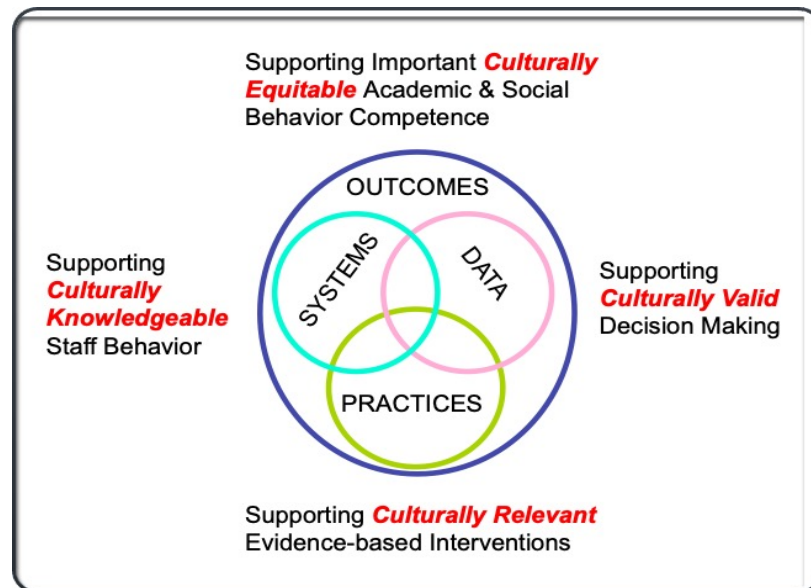 Supporting Important Culturally
Equitable Academic & Social
Behavior Competence
OUTCOMES
SYSTEMS
DATA
Supporting
Culturally
Knowledgeable
Staff Behavior
Supporting
Culturally Valid
Decision Making
PRACTICES
Supporting Culturally Relevant
Evidence-based Interventions